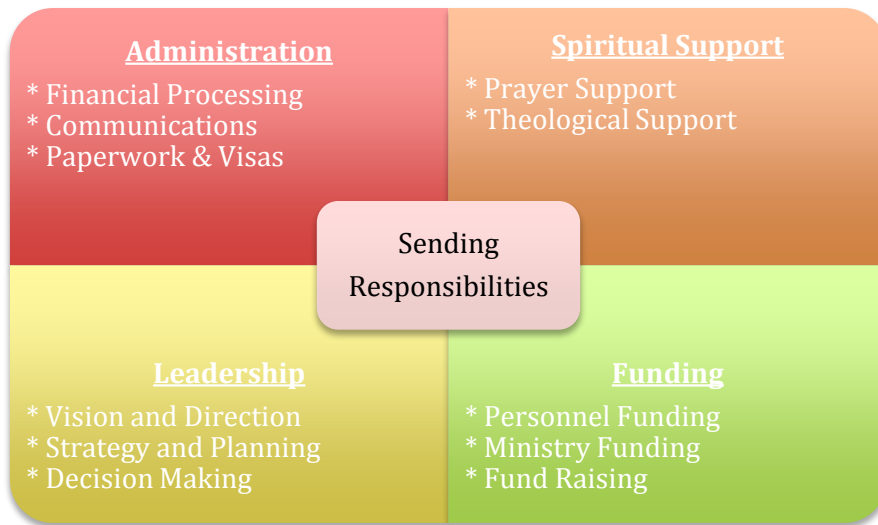 Administration
* Financial Processing
* Communications
* Paperwork & Visas
Spiritual Support
* Prayer Support
* Theological Support
Sending
Responsibilities
Leadership
* Vision and Direction
* Strategy and Planning
* Decision Making
Funding
* Personnel Funding
* Ministry Funding
* Fund Raising